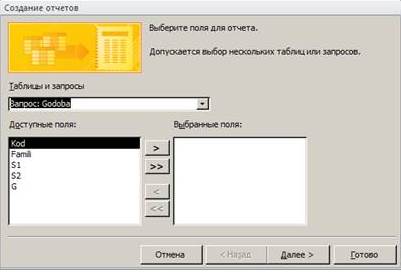 Создание отчетов
Выберите поля для отчета.
Допускается выбор нескольких таблиц или запросов.
Таблицы и запросы
Запрос: Godoba
Доступные поля:
Выбранные поля:
Kod
Famili
S1
S2
G
>
>>
<
<<
Отмена
< Назад
Далее >
Готово